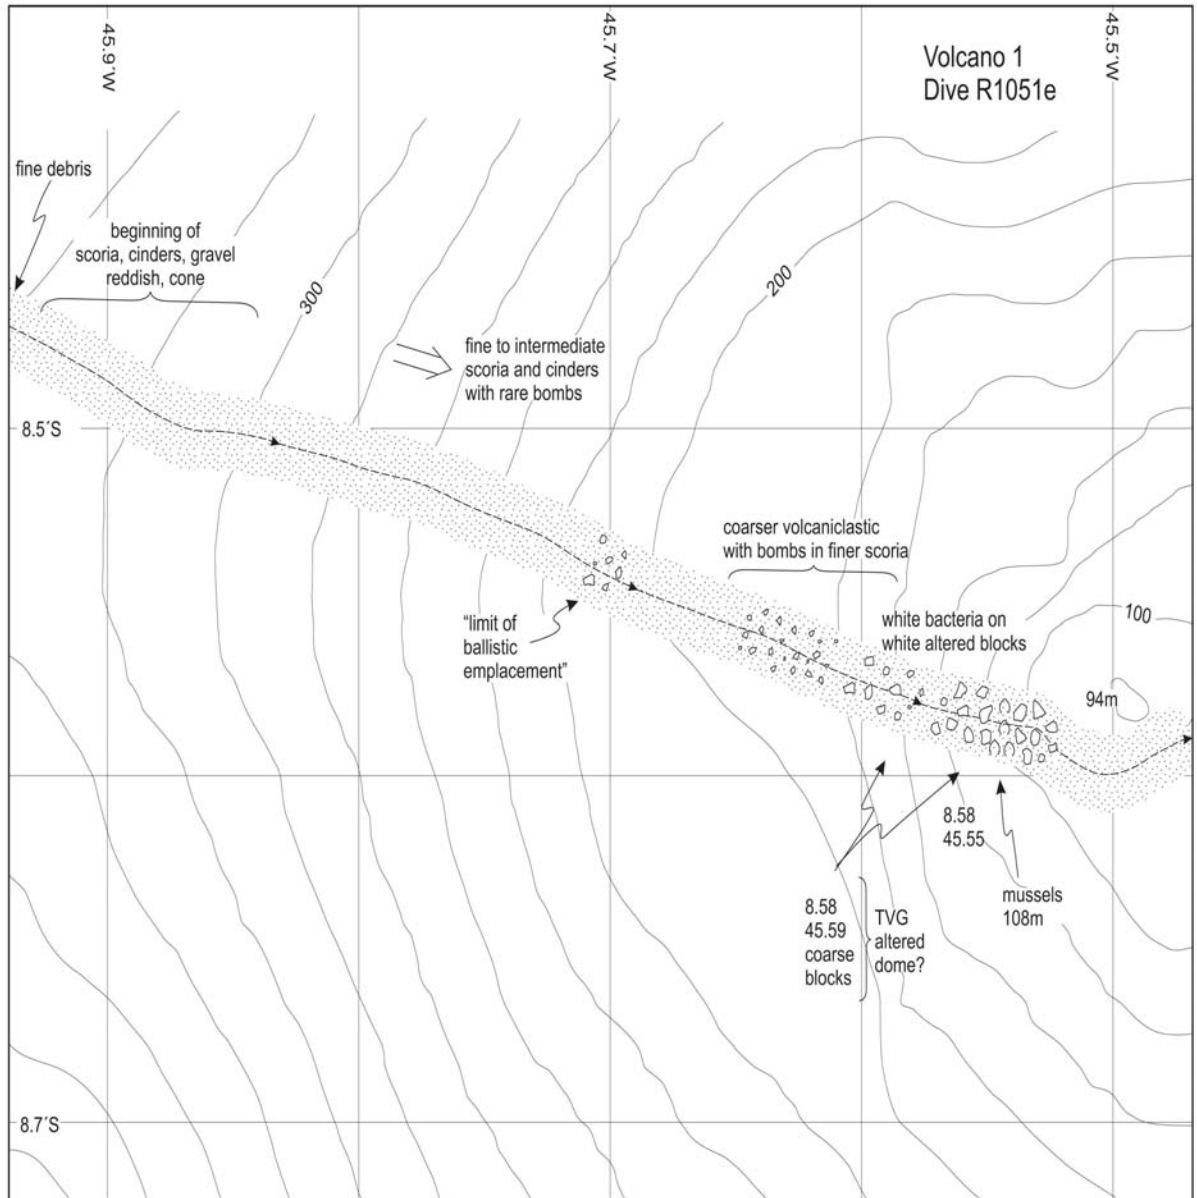 45.9'W
45.7'W
45.5'W
Volcano 1
Dive R1051e
fine debris
beginning of
scoria, cinders, gravel
reddish, cone
300
200
fine to intermediate
scoria and cinders
with rare bombs
8.5'S
coarser volcaniclastic
with bombs in finer scoria
"limit of
ballistic
emplacement"
white bacteria on
white altered blocks
100
94m
8.58
45.55
mussels
108m
8.58
45.59
coarse
blocks
TVG
altered
dome?
8.7'S